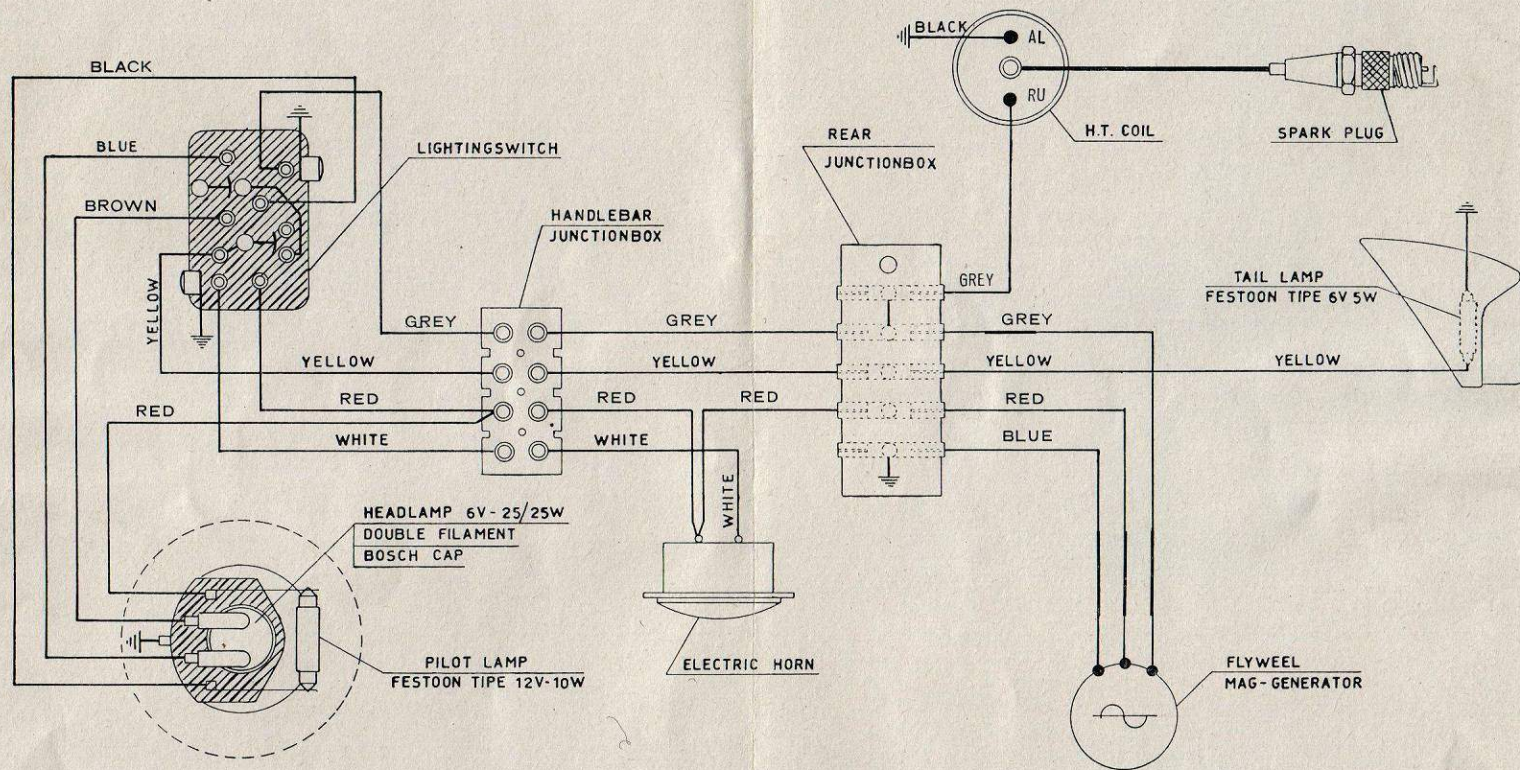 BLACK
AL
RU
H.T. COIL
SPARK PLUG
BLACK
BLUE
BROWN
YELLOW
LIGHTINGSWITCH
REAR
JUNCTIONBOX
HANDLEBAR
JUNCTIONBOX
GREY
TAIL LAMP
FESTOON TIPE 6V 5W
GREY
GREY
GREY
YELLOW
YELLOW
YELLOW
YELLOW
RED
RED
RED
RED
RED
WHITE
WHITE
WHITE
BLUE
HEADLAMP 6V-25/25W
DOUBLE FILAMENT
BOSCH CAP
PILOT LAMP
FESTOON TIPE 12V-10W
ELECTRIC HORN
FLYWEEL
MAG-GENERATOR